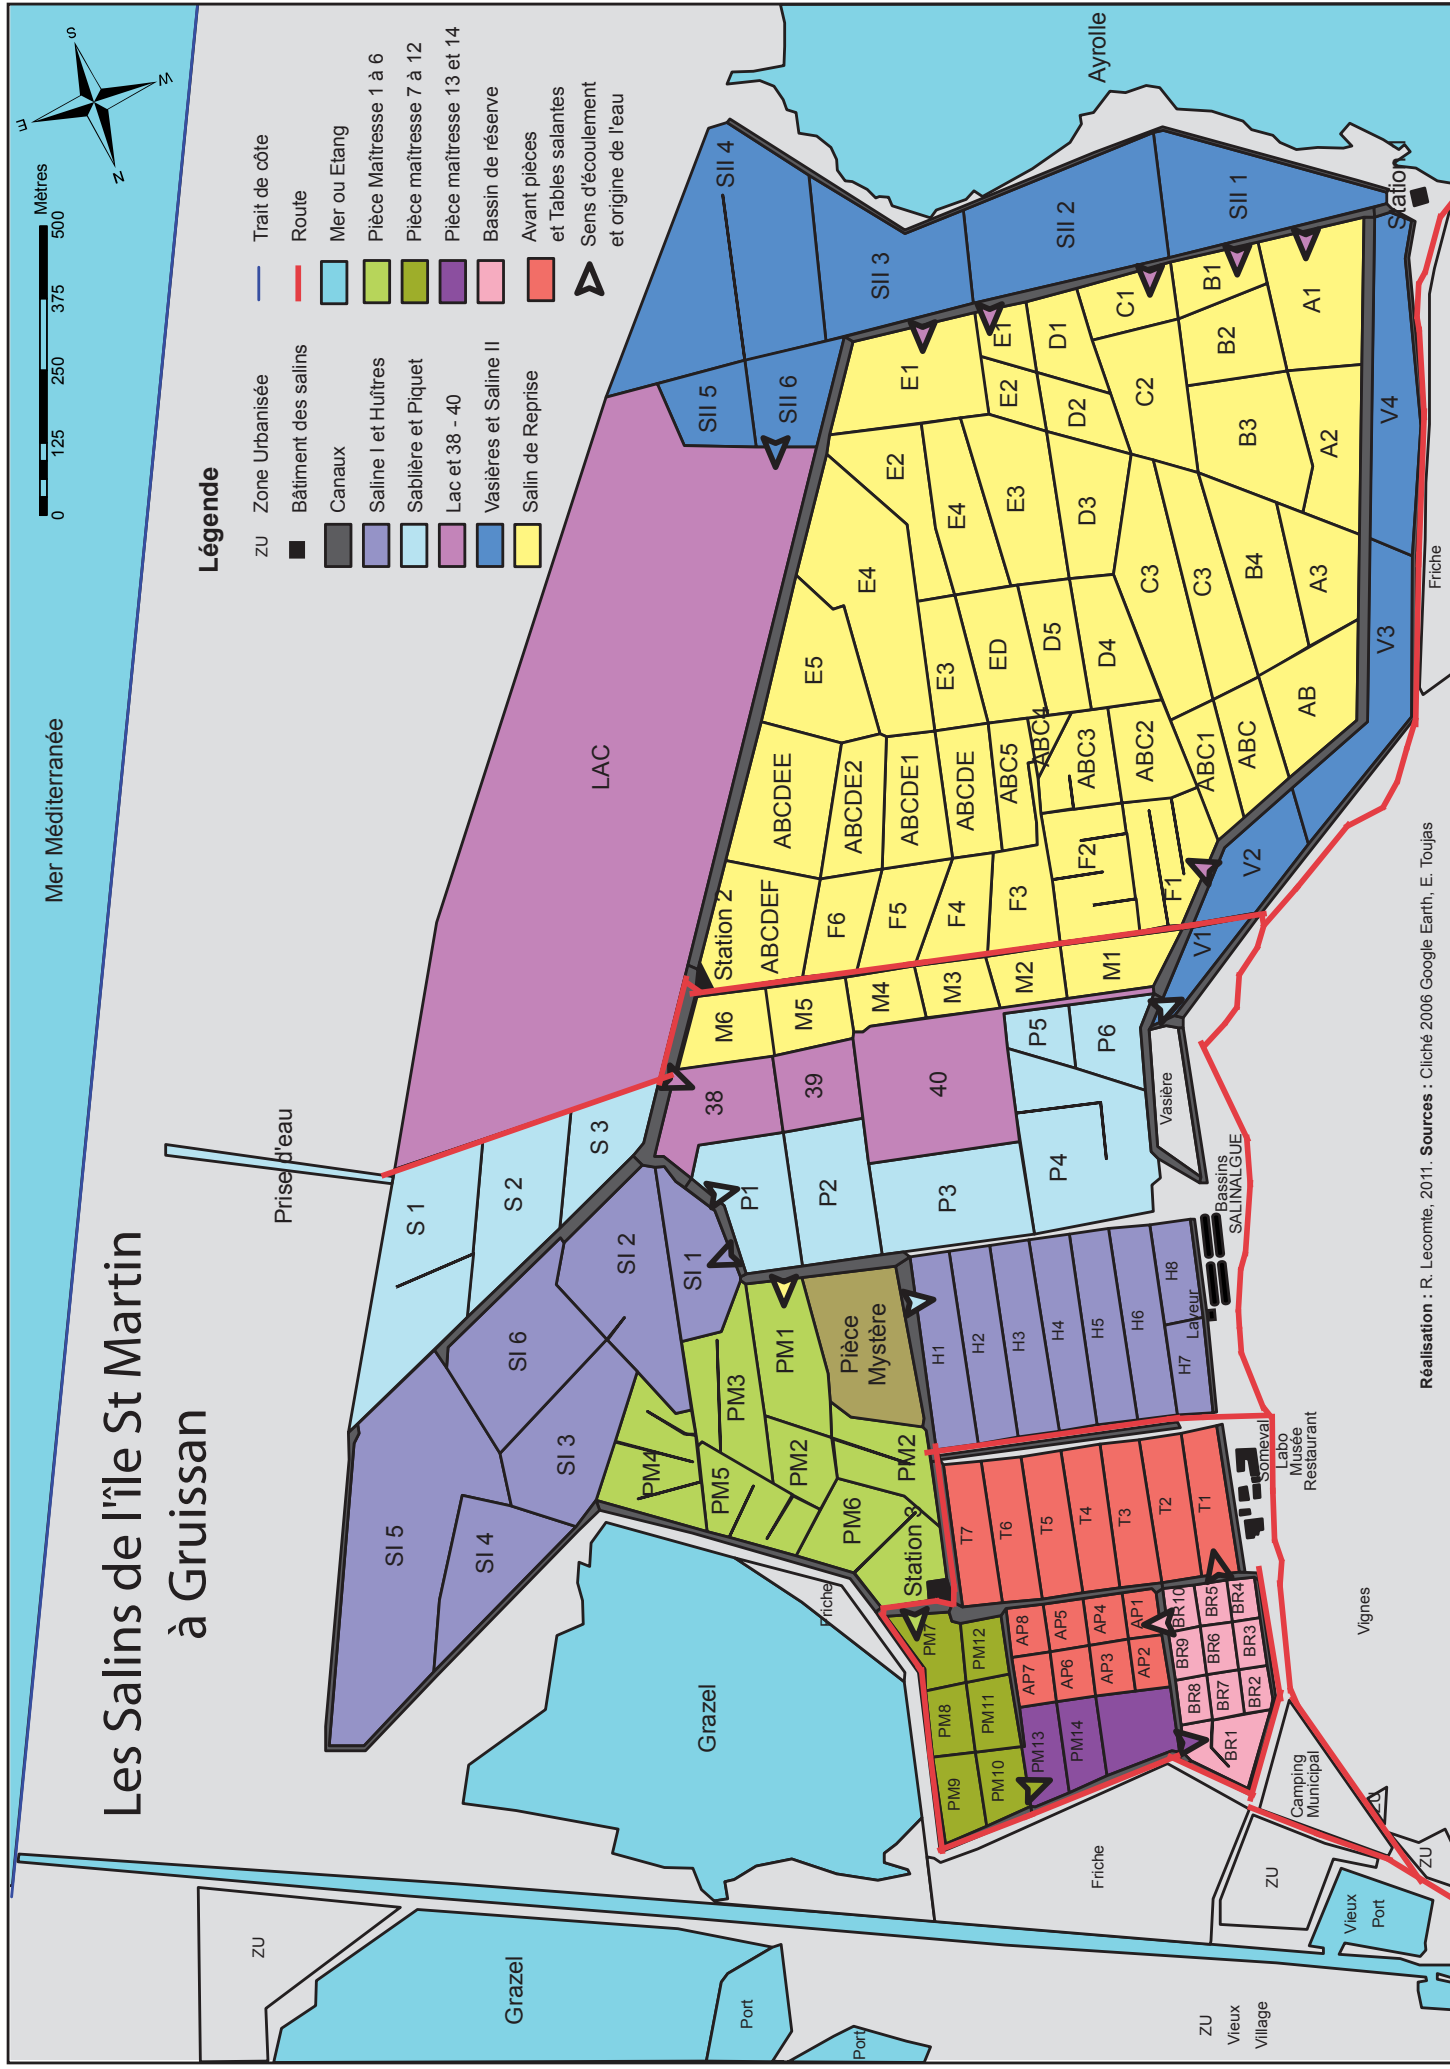 Les Salins de l'île St Martin
à Gruissan
Mer Méditerranée
Prise d'eau
0 125 250 375 500
Mètres
N
E
S
W
Légende
ZU Zone Urbanisée
Bâtiment des salins
Canaux
Saline I et Huîtres
Sablière et Piquet
Lac et 38 - 40
Vasières et Saline II
Salin de Reprise
Trait de côte
Route
Mer ou Etang
Pièce Maîtresse 1 à 6
Pièce maîtresse 7 à 12
Pièce maîtresse 13 et 14
Bassin de réserve
Avant pièces
et Tables salantes
Sens d'écoulement
et origine de l'eau
ZU
Grazel
Port
Port
ZU
Vieux
Village
Grazel
Friche
Friche
ZU
Vieux
Port
ZU
ZU
Camping
Municipal
Vignes
SI 5
SI 4
SI 3
SI 6
SI 2
SI 1
S 1
S 2
S 3
LAC
SII 5
SII 6
SII 4
SII 3
SII 2
SII 1
Ayrolle
Station 1
PM4
PM5
PM3
PM1
PM2
PM2
PM6
Pièce
Mystère
Station 3
PM7
PM8
PM9
PM12
PM11
PM10
PM13
PM14
AP8
AP7
AP5
AP6
AP4
AP3
AP1
AP2
BR10
BR9
BR8
BR5
BR6
BR7
BR4
BR3
BR2
BR1
T7
T6
T5
T4
T3
T2
T1
Someval
Labo
Musée
Restaurant
H1
H2
H3
H4
H5
H6
H7
H8
Laveur
Bassins
SALINALGUE
P1
P2
P3
P4
P5
P6
Vasière
38
39
40
M6
M5
M4
M3
M2
M1
Station 2
ABCDEF
F6
F5
F4
F3
F2
F1
ABCDEE
ABCDE2
ABCDE1
ABCDE
ABC5
ABC4
ABC3
ABC2
ABC1
ABC
AB
E5
E4
E3
ED
D5
D4
C3
C3
B4
A3
E2
E4
E3
D3
B3
A2
E1
E1
E2
D1
D2
C1
C2
B1
B2
A1
V1
V2
V3
V4
Friche
Réalisation : R. Lecomte, 2011. Sources : Cliché 2006 Google Earth, E. Toujas